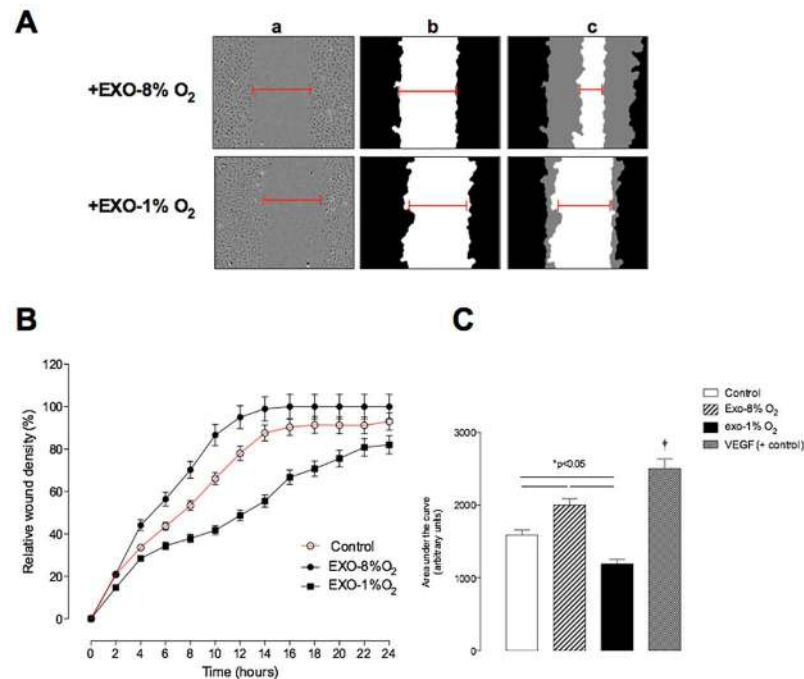 A
a b c
+EXO-8% O₂
+EXO-1% O₂
B
Relative wound density (%)
120
100
80
60
40
20
0
Control
EXO-8%O₂
EXO-1%O₂
0 2 4 6 8 10 12 14 16 18 20 22 24
Time (hours)
C
Control
Exo-8% O₂
exo-1% O₂
VEGF (+ control)
Area under the curve
(arbitrary units)
3000
2000
1000
0
*p<0.05
†